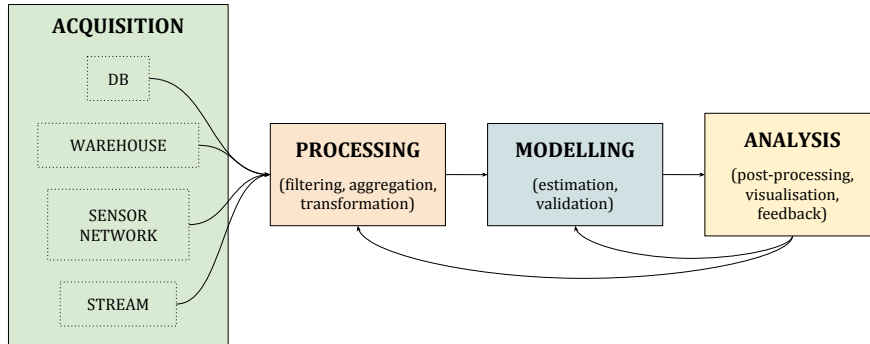 ACQUISITION
DB
WAREHOUSE
SENSOR
NETWORK
STREAM
PROCESSING
(filtering, aggregation,
transformation)
MODELLING
(estimation,
validation)
ANALYSIS
(post-processing,
visualisation,
feedback)